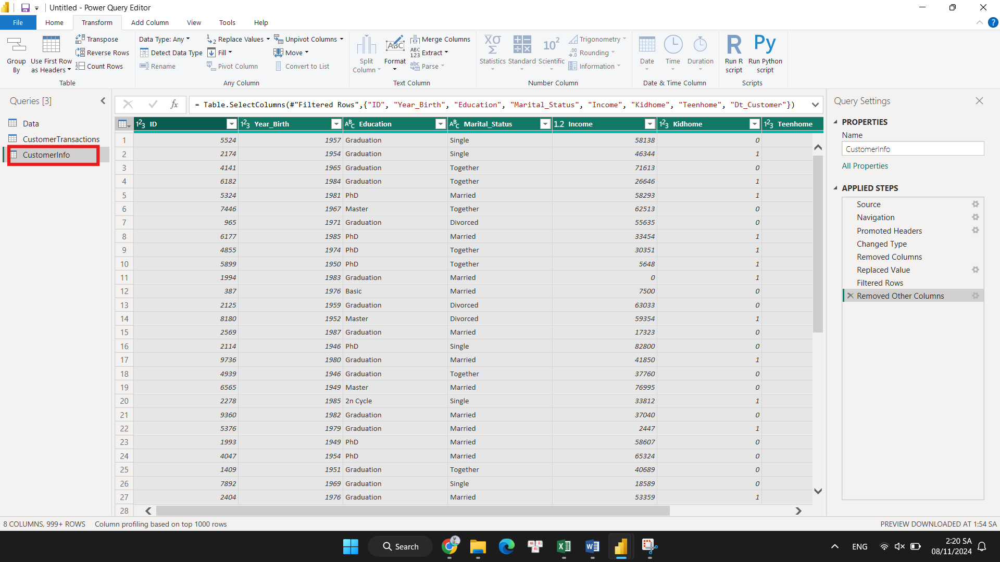 Untitled - Power Query Editor
File Home Transform Add Column View Tools Help ?
Group By
Use First Row as Headers
Transpose
Reverse Rows
Count Rows
Table
Data Type: Any
Detect Data Type
Rename
Replace Values
Fill
Pivot Column
Unpivot Columns
Move
Convert to List
Any Column
Split Column
Format
Merge Columns
Extract
Parse
Text Column
Statistics
Standard
Scientific
Trigonometry
Rounding
Information
Number Column
Date
Time
Duration
Date & Time Column
Run R script
Run Python script
Scripts
Queries [3]
Data
CustomerTransactions
CustomerInfo
fx
= Table.SelectColumns(#"Filtered Rows",{"ID", "Year_Birth", "Education", "Marital_Status", "Income", "Kidhome", "Teenhome", "Dt_Customer"})
ID Year_Birth Education Marital_Status Income Kidhome Teenhome
1 5524 1957 Graduation Single 58138 0
2 2174 1954 Graduation Single 46344 1
3 4141 1965 Graduation Together 71613 0
4 6182 1984 Graduation Together 26646 1
5 5324 1981 PhD Married 58293 1
6 7446 1967 Master Together 62513 0
7 965 1971 Graduation Divorced 55635 0
8 6177 1985 PhD Married 33454 1
9 4855 1974 PhD Together 30351 1
10 5899 1950 PhD Together 5648 1
11 1994 1983 Graduation Married 0 1
12 387 1976 Basic Married 7500 0
13 2125 1959 Graduation Divorced 63033 0
14 8180 1952 Master Divorced 59354 1
15 2569 1987 Graduation Married 17323 0
16 2114 1946 PhD Single 82800 0
17 9736 1980 Graduation Married 41850 1
18 4939 1946 Graduation Together 37760 0
19 6565 1949 Master Married 76995 0
20 2278 1985 2n Cycle Single 33812 1
21 9360 1982 Graduation Married 37040 0
22 5376 1979 Graduation Married 2447 1
23 1993 1949 PhD Married 58607 0
24 4047 1954 PhD Married 65324 0
25 1409 1951 Graduation Together 40689 0
26 7892 1969 Graduation Single 18589 0
27 2404 1976 Graduation Married 53359 1
28
Query Settings
PROPERTIES
Name
CustomerInfo
All Properties
APPLIED STEPS
Source
Navigation
Promoted Headers
Changed Type
Removed Columns
Replaced Value
Filtered Rows
Removed Other Columns
8 COLUMNS, 999+ ROWS Column profiling based on top 1000 rows
PREVIEW DOWNLOADED AT 1:54 SA
Search
ENG
2:20 SA
08/11/2024